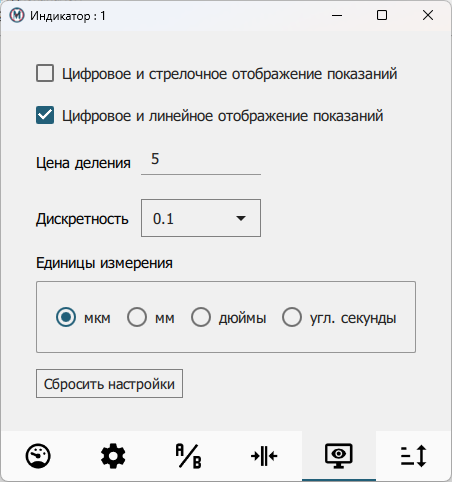 Индикатор : 1
Цифровое и стрелочное отображение показаний
Цифровое и линейное отображение показаний
Цена деления 5
Дискретность 0.1
Единицы измерения
мкм мм дюймы угл. секунды
Сбросить настройки
A/B